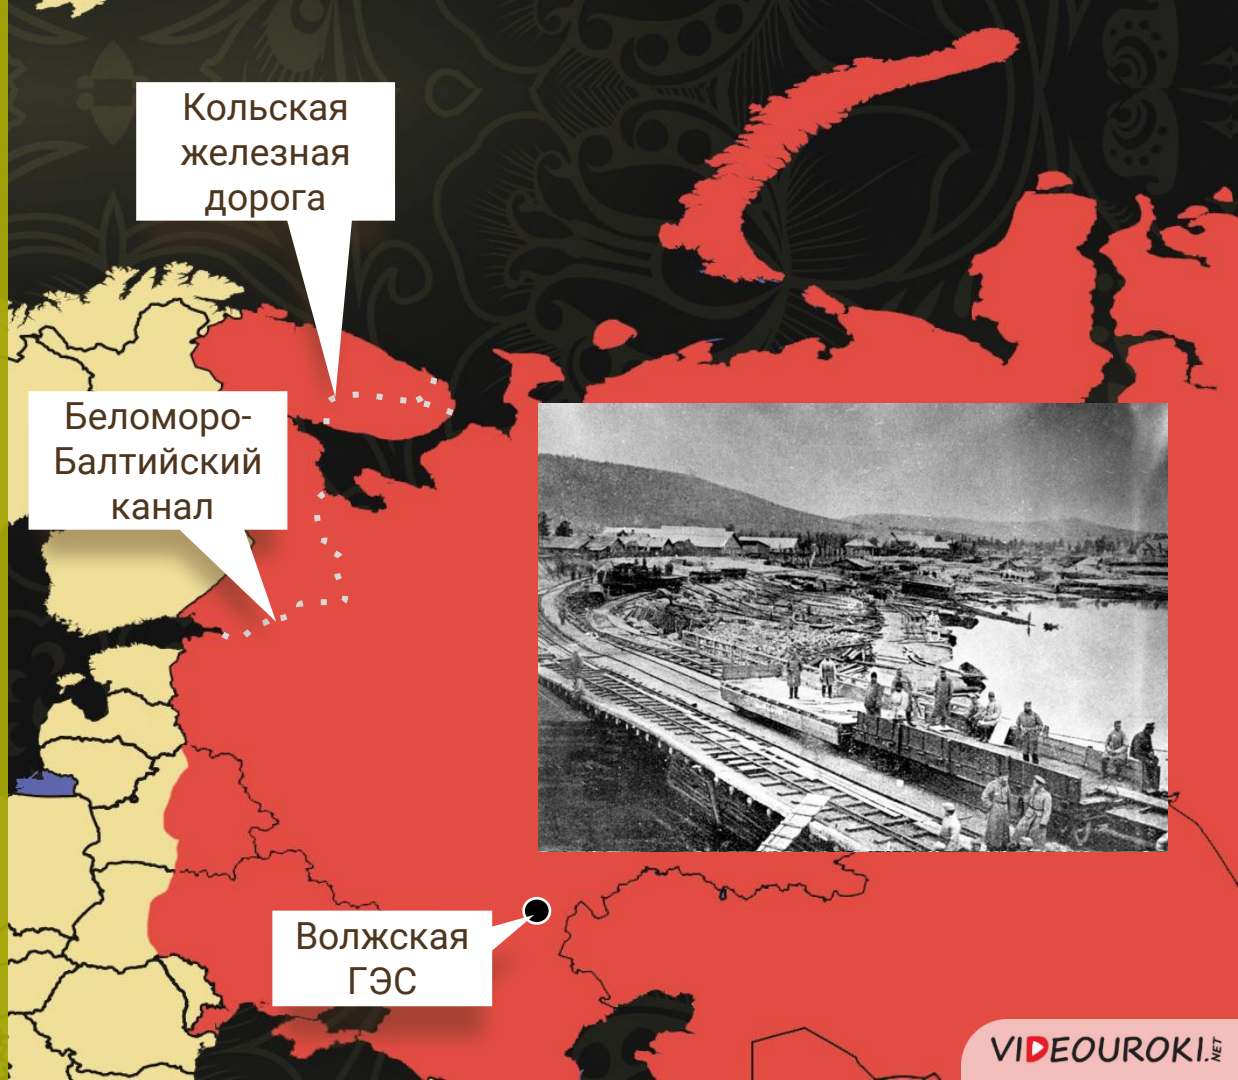 Кольская
железная
дорога
Беломоро-
Балтийский
канал
Волжская
ГЭС
VIDEOUROKI.NET